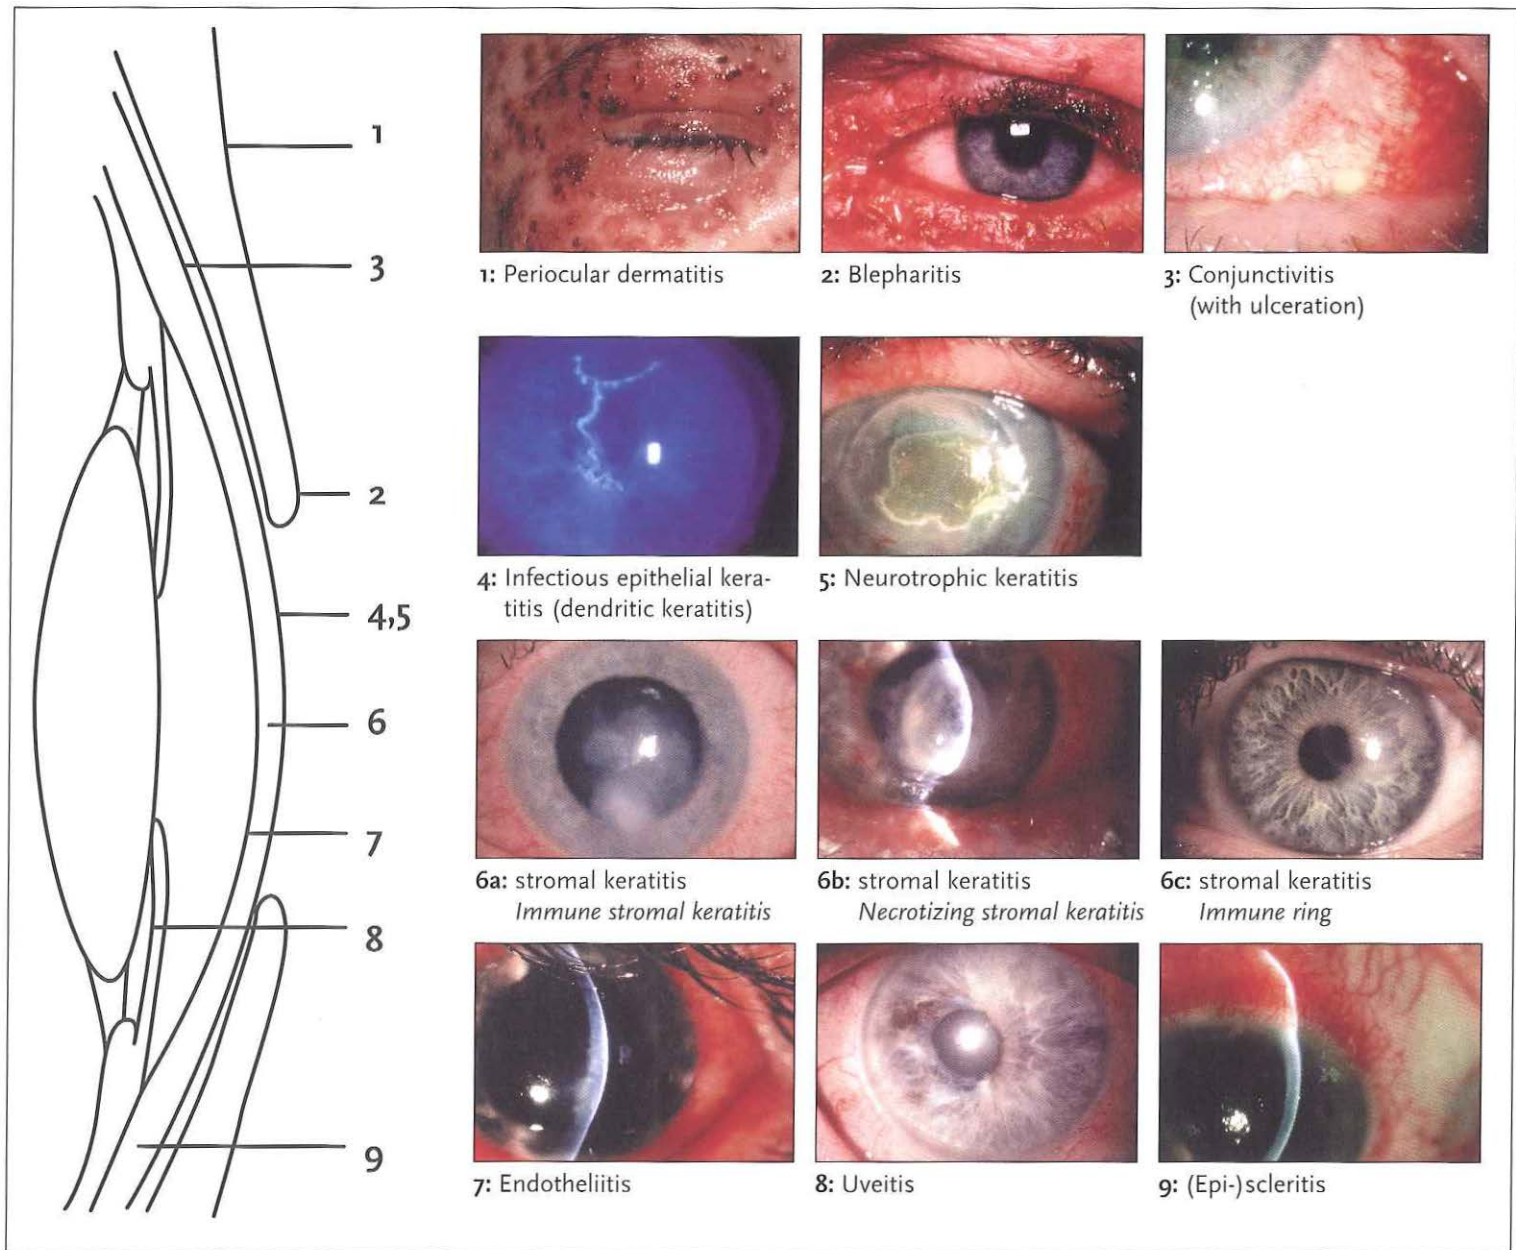 1
3
2
4,5
6
7
8
9
1: Periocular dermatitis
2: Blepharitis
3: Conjunctivitis
(with ulceration)
4: Infectious epithelial kera-
titis (dendritic keratitis)
5: Neurotrophic keratitis
6a: stromal keratitis
Immune stromal keratitis
6b: stromal keratitis
Necrotizing stromal keratitis
6c: stromal keratitis
Immune ring
7: Endotheliitis
8: Uveitis
9: (Epi-)scleritis